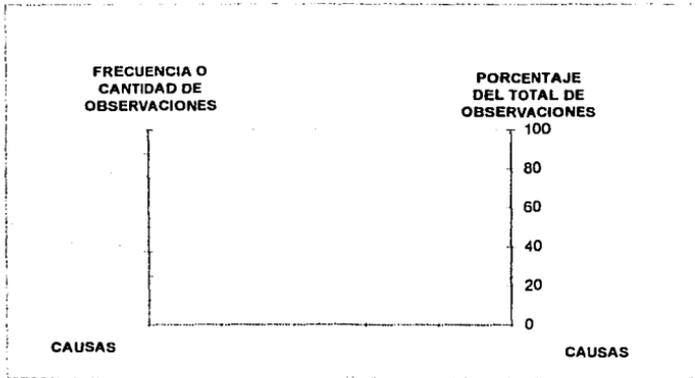 FRECUENCIA O
CANTIDAD DE
OBSERVACIONES
PORCENTAJE
DEL TOTAL DE
OBSERVACIONES
100
80
60
40
20
0
CAUSAS
CAUSAS